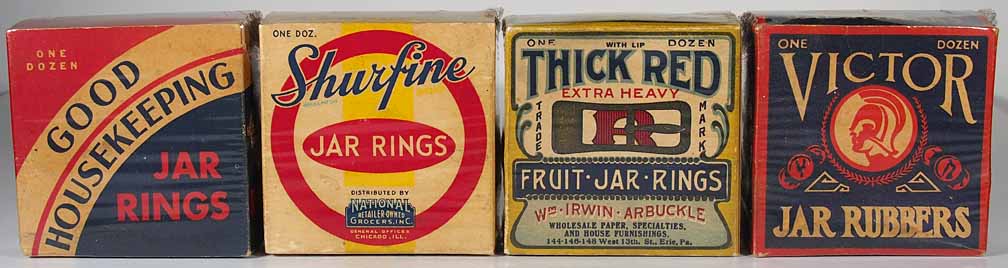 ONE
DOZEN
GOOD
HOUSEKEEPING
JAR
RINGS
ONE DOZ.
Shurfine
JAR RINGS
DISTRIBUTED BY
NATIONAL
RETAILER-OWNED
GROCERS, INC.
GENERAL OFFICES
CHICAGO, ILL.
ONE WITH LIP DOZEN
THICK RED
EXTRA HEAVY
TRADE R MARK
FRUIT·JAR·RINGS
WM·IRWIN·ARBUCKLE
WHOLESALE PAPER, SPECIALTIES,
AND HOUSE FURNISHINGS,
144-146-148 West 13th. St., Erie, Pa.
ONE DOZEN
VICTOR
JAR RUBBERS